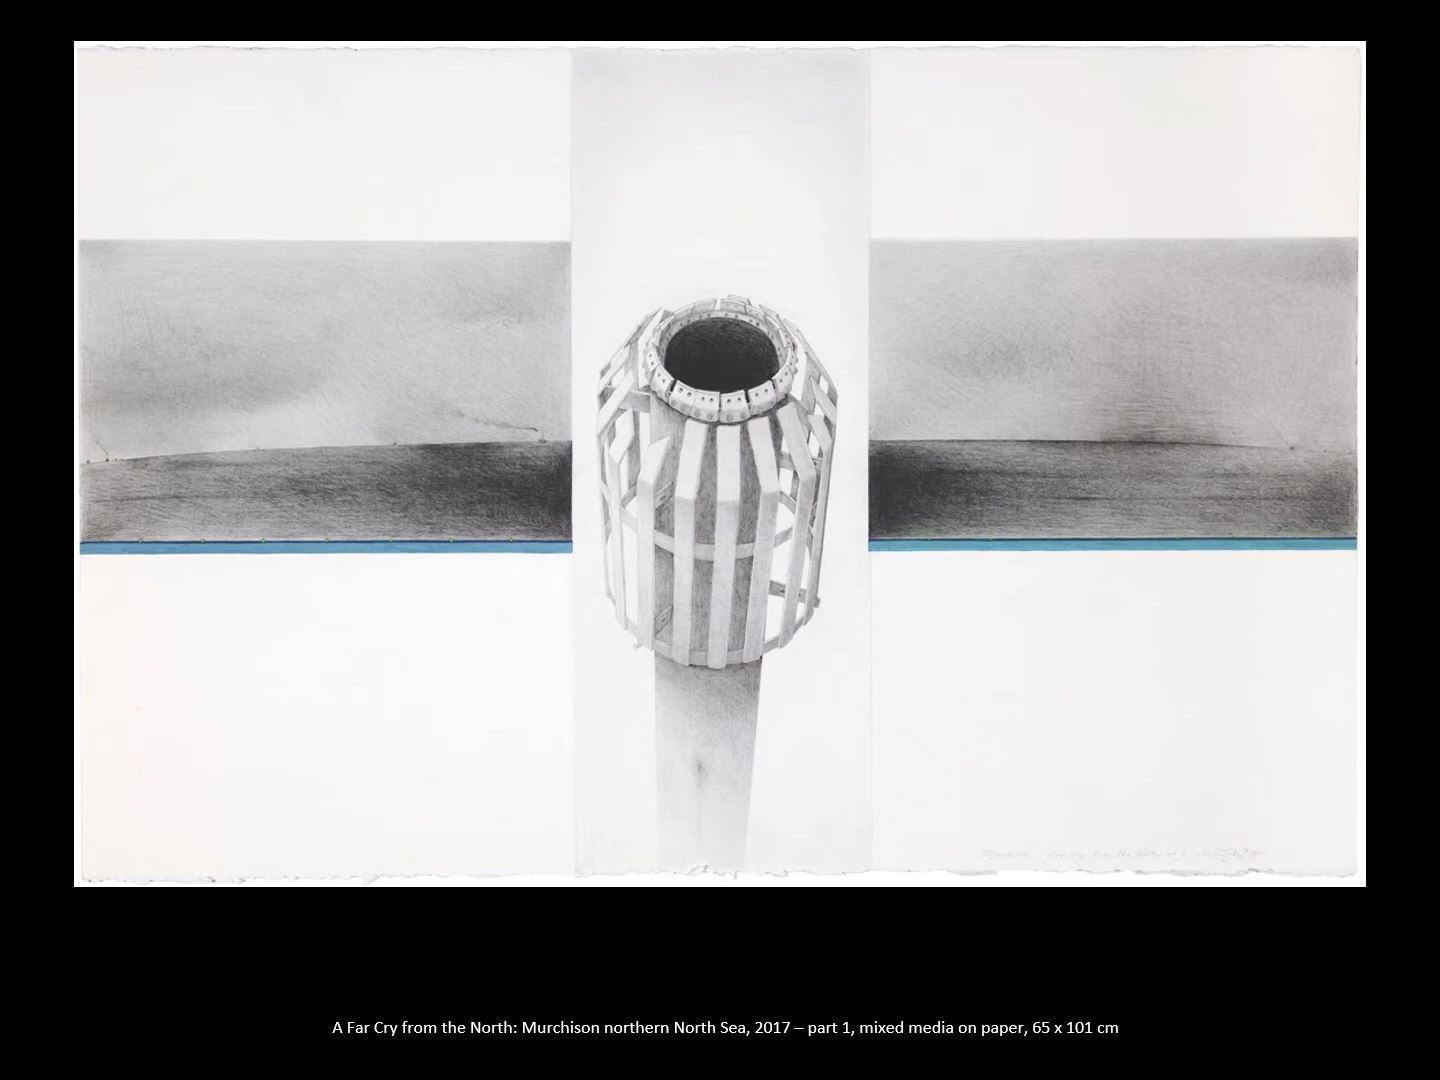 A Far Cry from the North: Murchison northern North Sea, 2017 – part 1, mixed media on paper, 65 x 101 cm